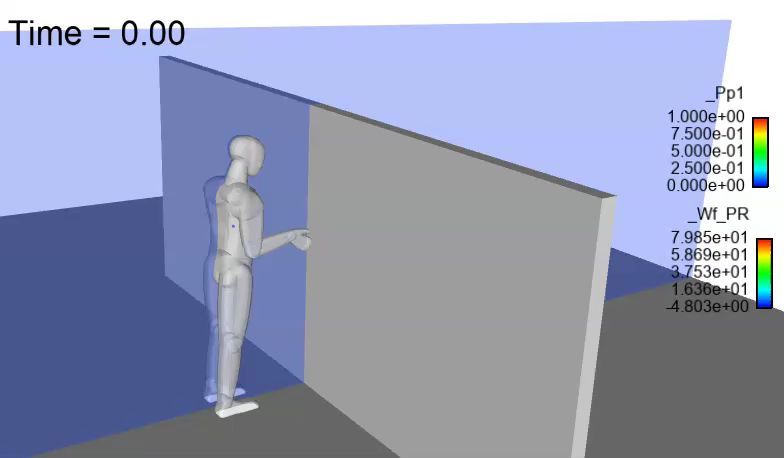 Time = 0.00
_Pp1
1.000e+00
7.500e-01
5.000e-01
2.500e-01
0.000e+00
_Wf_PR
7.985e+01
5.869e+01
3.753e+01
1.636e+01
-4.803e+00